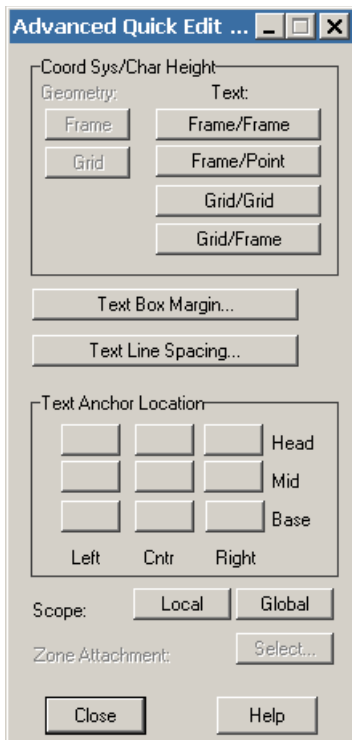 Advanced Quick Edit ...
Coord Sys/Char Height
Geometry: Text:
Frame Frame/Frame
Grid Frame/Point
Grid/Grid
Grid/Frame
Text Box Margin...
Text Line Spacing...
Text Anchor Location
Head
Mid
Base
Left Cntr Right
Scope: Local Global
Zone Attachment: Select...
Close Help